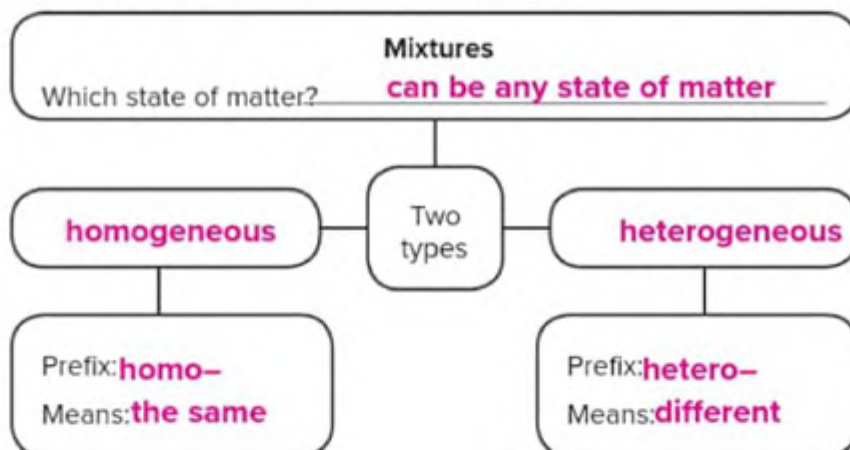 Mixtures
Which state of matter? can be any state of matter
homogeneous
Two
types
heterogeneous
Prefix: homo–
Means: the same
Prefix: hetero–
Means: different